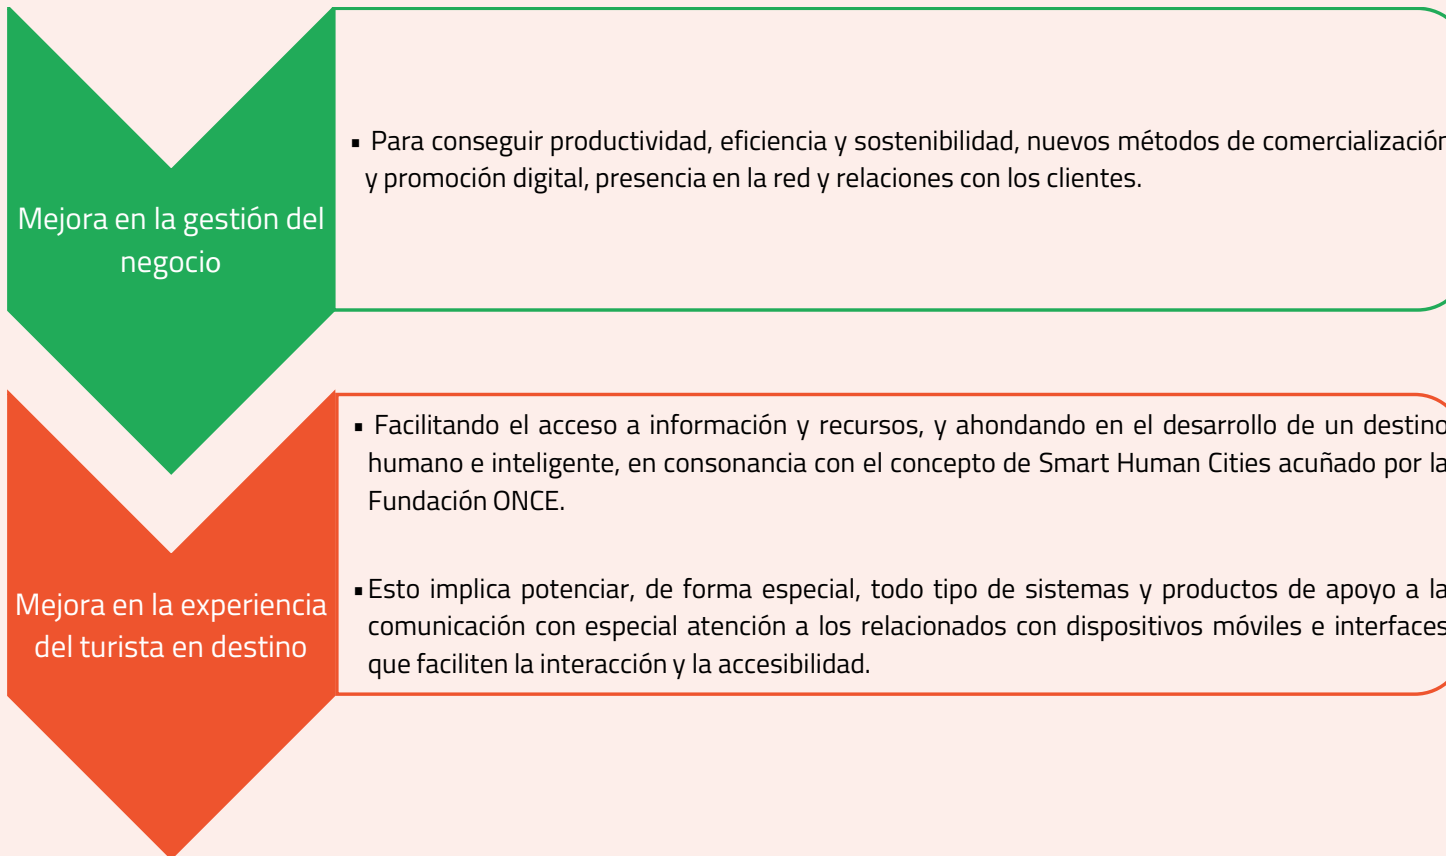 Mejora en la gestión del
negocio
▪ Para conseguir productividad, eficiencia y sostenibilidad, nuevos métodos de comercialización
y promoción digital, presencia en la red y relaciones con los clientes.
Mejora en la experiencia
del turista en destino
▪ Facilitando el acceso a información y recursos, y ahondando en el desarrollo de un destino
humano e inteligente, en consonancia con el concepto de Smart Human Cities acuñado por la
Fundación ONCE.
▪ Esto implica potenciar, de forma especial, todo tipo de sistemas y productos de apoyo a la
comunicación con especial atención a los relacionados con dispositivos móviles e interfaces
que faciliten la interacción y la accesibilidad.